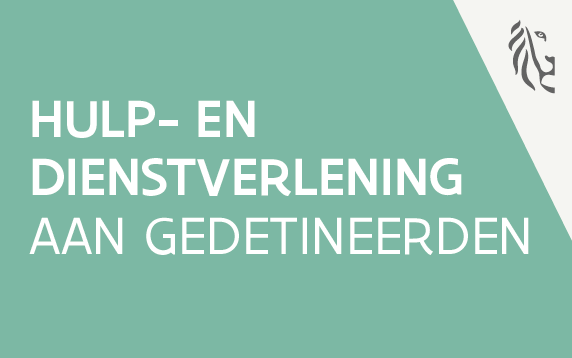 HULP- EN
DIENSTVERLENING
AAN GEDETINEERDEN